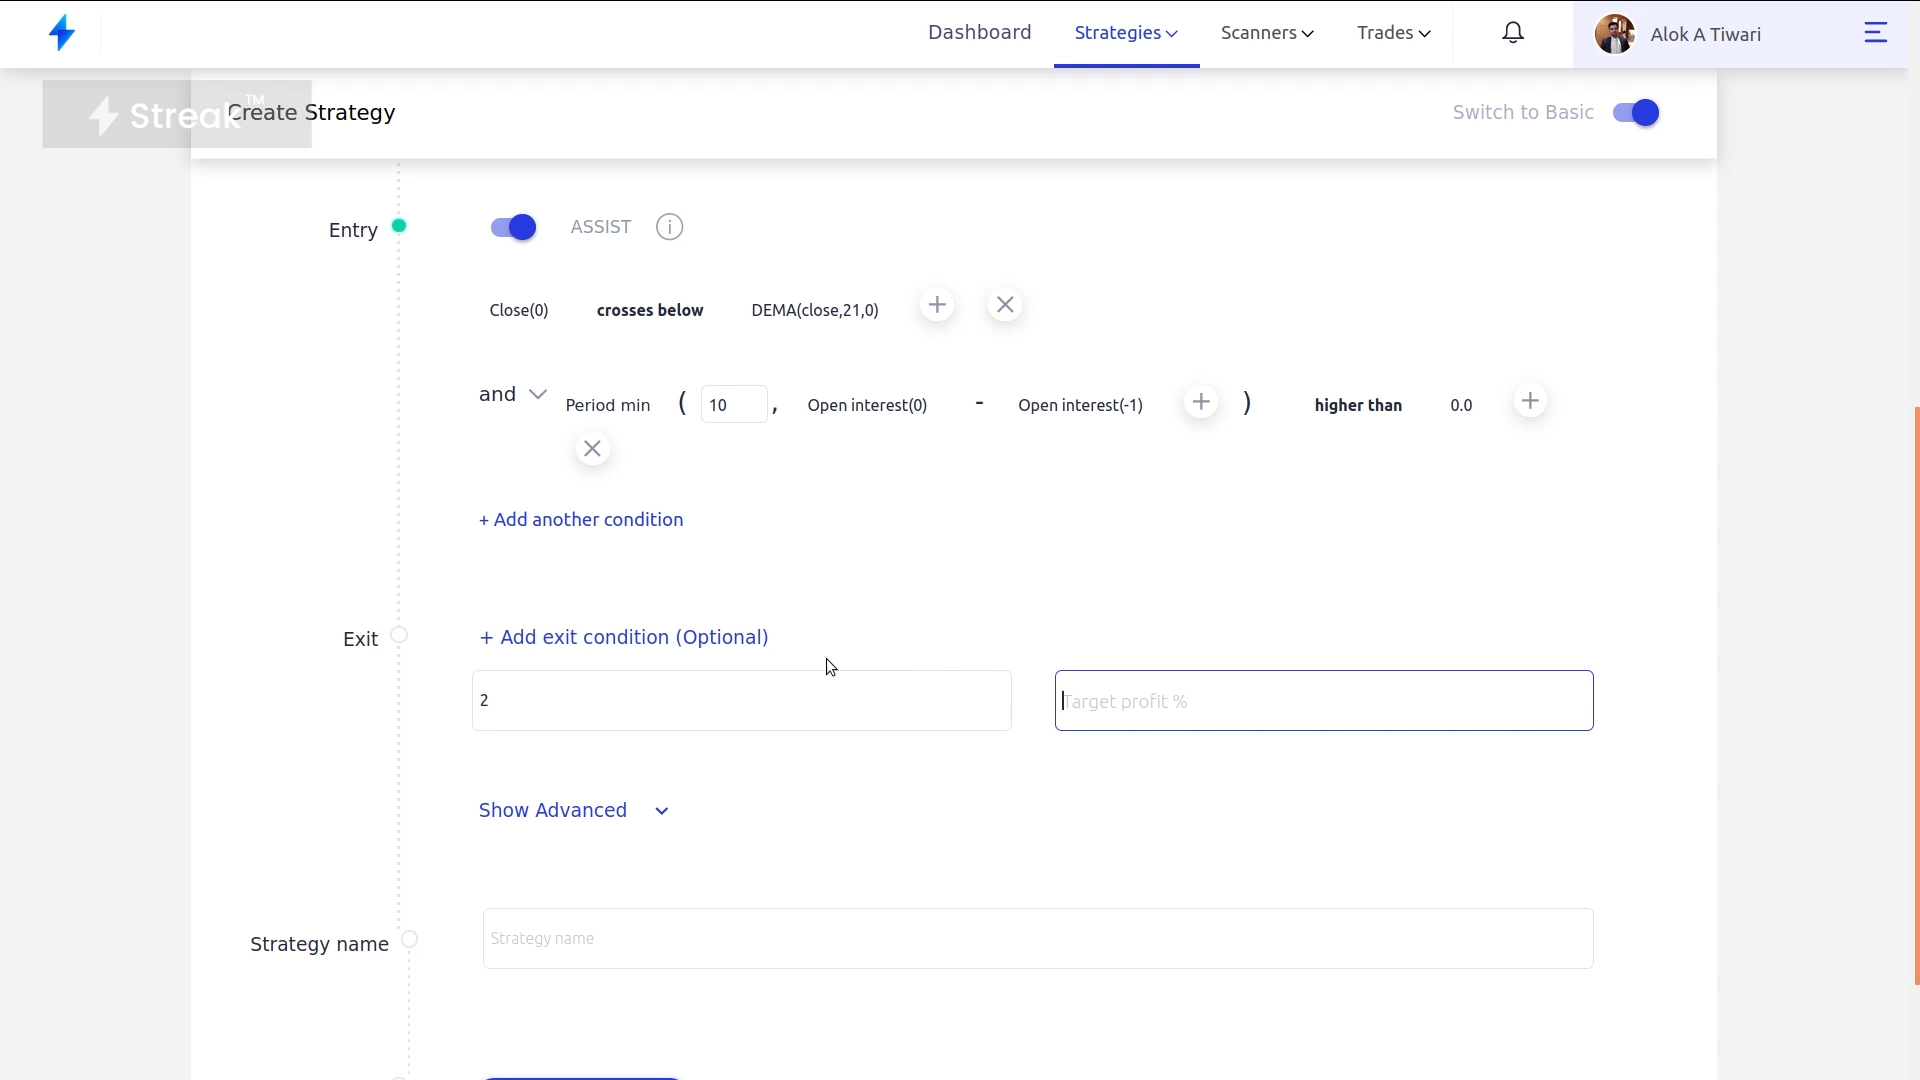 Dashboard Strategies Scanners Trades Alok A Tiwari
Streak™
Create Strategy Switch to Basic
Entry ASSIST i
Close(0) crosses below DEMA(close,21,0) + ×
and Period min ( 10 , Open interest(0) - Open interest(-1) + ) higher than 0.0 +
×
+ Add another condition
Exit + Add exit condition (Optional)
2 Target profit %
Show Advanced
Strategy name Strategy name